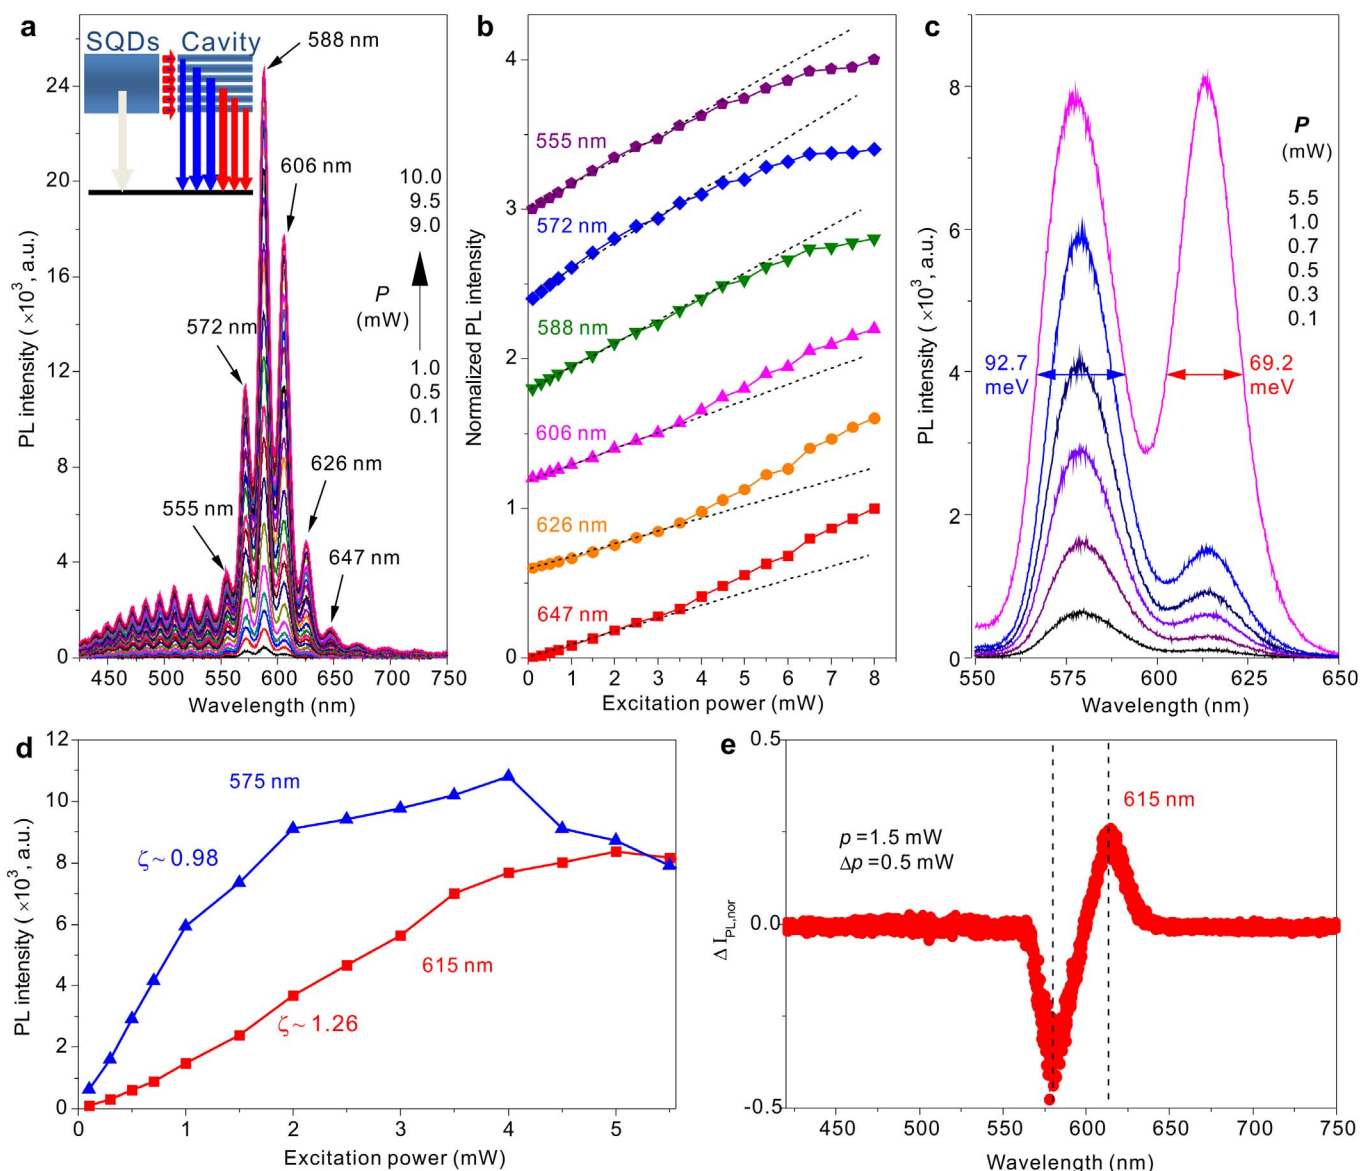 a
SQDs Cavity
588 nm
606 nm
572 nm
626 nm
555 nm
647 nm
10.0
9.5
9.0
P
(mW)
1.0
0.5
0.1
PL intensity ( ×10³, a.u.)
24
20
16
12
8
4
0
450 500 550 600 650 700 750
Wavelength (nm)
b
555 nm
572 nm
588 nm
606 nm
626 nm
647 nm
Normalized PL intensity
4
3
2
1
0
0 1 2 3 4 5 6 7 8
Excitation power (mW)
c
P
(mW)
5.5
1.0
0.7
0.5
0.3
0.1
92.7
meV
69.2
meV
PL intensity ( ×10³, a.u.)
8
6
4
2
0
550 575 600 625 650
Wavelength (nm)
d
575 nm
ζ ~ 0.98
615 nm
ζ ~ 1.26
PL intensity ( ×10³, a.u.)
12
10
8
6
4
2
0
0 1 2 3 4 5
Excitation power (mW)
e
615 nm
p = 1.5 mW
Δp = 0.5 mW
Δ I PL,nor
0.5
0.0
-0.5
450 500 550 600 650 700 750
Wavelength (nm)